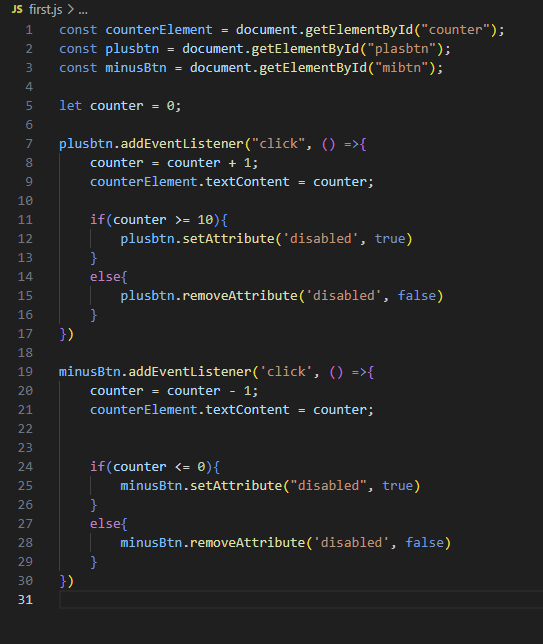 JS first.js > ...
1 const counterElement = document.getElementById("counter");
2 const plusbtn = document.getElementById("plasbtn");
3 const minusBtn = document.getElementById("mibtn");
4
5 let counter = 0;
6
7 plusbtn.addEventListener("click", () =>{
8     counter = counter + 1;
9     counterElement.textContent = counter;
10
11     if(counter >= 10){
12         plusbtn.setAttribute('disabled', true)
13     }
14     else{
15         plusbtn.removeAttribute('disabled', false)
16     }
17 })
18
19 minusBtn.addEventListener('click', () =>{
20     counter = counter - 1;
21     counterElement.textContent = counter;
22
23
24     if(counter <= 0){
25         minusBtn.setAttribute("disabled", true)
26     }
27     else{
28         minusBtn.removeAttribute('disabled', false)
29     }
30 })
31